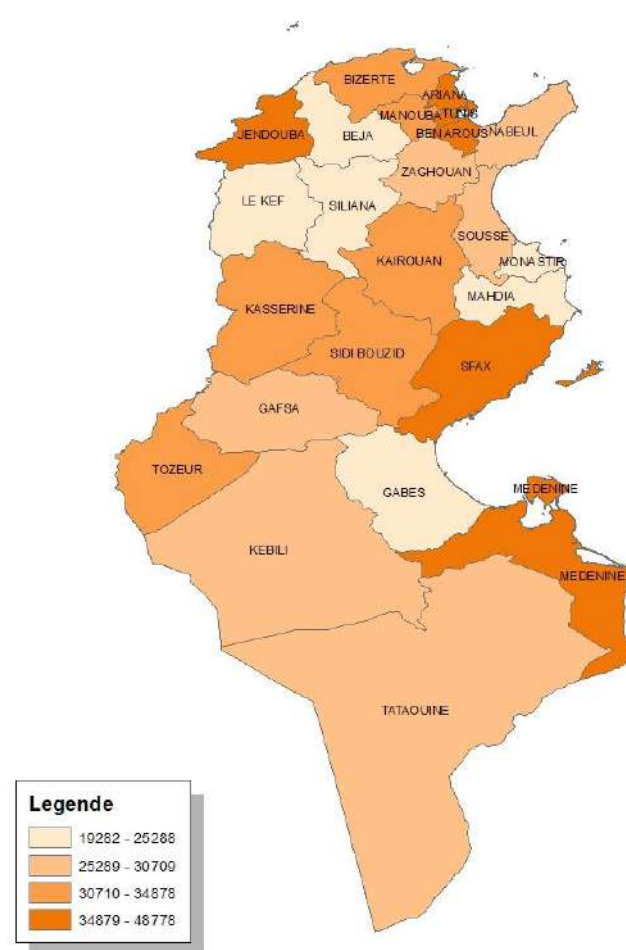 BIZERTE
ARIANA
MANOUBA
TUNIS
JENDOUBA
BEJA
BEN AROUS
NABEUL
ZAGHOUAN
LE KEF
SILIANA
SOUSSE
KAIROUAN
MONASTIR
MAHDIA
KASSERINE
SIDI BOUZID
SFAX
GAFSA
TOZEUR
GABES
MEDENINE
KEBILI
MEDENINE
TATAOUINE
Legende
19282 - 25288
25289 - 30709
30710 - 34878
34879 - 48778